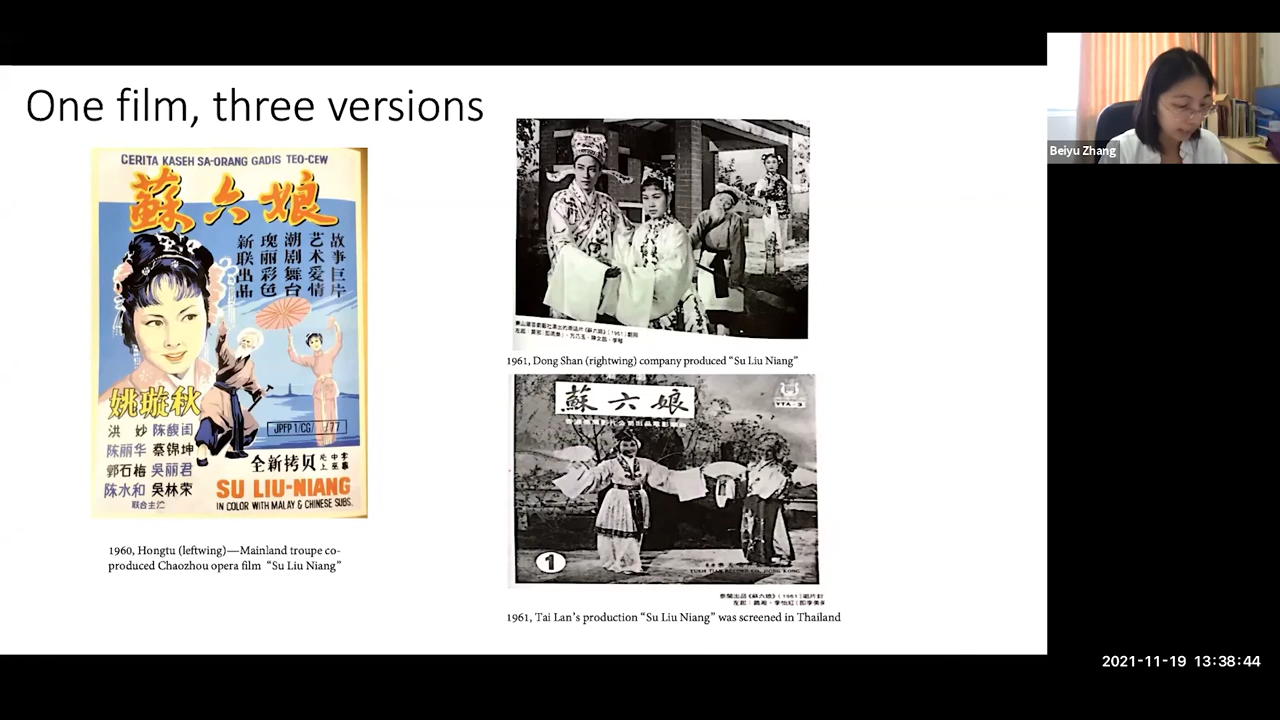 One film, three versions
CERITA KASEH SA-ORANG GADIS TEO-CEW
蘇六娘
故事巨片
艺术爱情
潮剧舞台
瑰丽彩色
新联出品
姚璇秋
洪妙 陈馥闺
陈丽华 蔡锦坤
郭石梅 吳丽君
陈水和 吳林荣
联合主演
JPFP 1/CG/ 177
全新拷贝
SU LIU-NIANG
IN COLOR WITH MALAY & CHINESE SUBS.
1960, Hongtu (leftwing)—Mainland troupe co-
produced Chaozhou opera film "Su Liu Niang"
1961, Dong Shan (rightwing) company produced "Su Liu Niang"
蘇六娘
YTA-3
1
1961, Tai Lan's production "Su Liu Niang" was screened in Thailand
Beiyu Zhang
2021-11-19 13:38:44